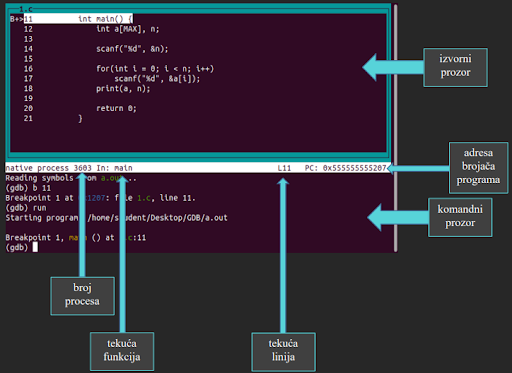 1.c
B+>11 int main() {
12 int a[MAX], n;
13
14 scanf("%d", &n);
15
16 for(int i = 0; i < n; i++)
17 scanf("%d", &a[i]);
18 print(a, n);
19
20 return 0;
21 }
izvorni
prozor
native process 3603 In: main L11 PC: 0x555555555207
adresa
brojača
programa
Reading symbols from a.out...
(gdb) b 11
Breakpoint 1 at 1207: file 1.c, line 11.
(gdb) run
Starting program: /home/student/Desktop/GDB/a.out
komandni
prozor
Breakpoint 1, main () at 1.c:11
(gdb)
broj
procesa
tekuća
funkcija
tekuća
linija